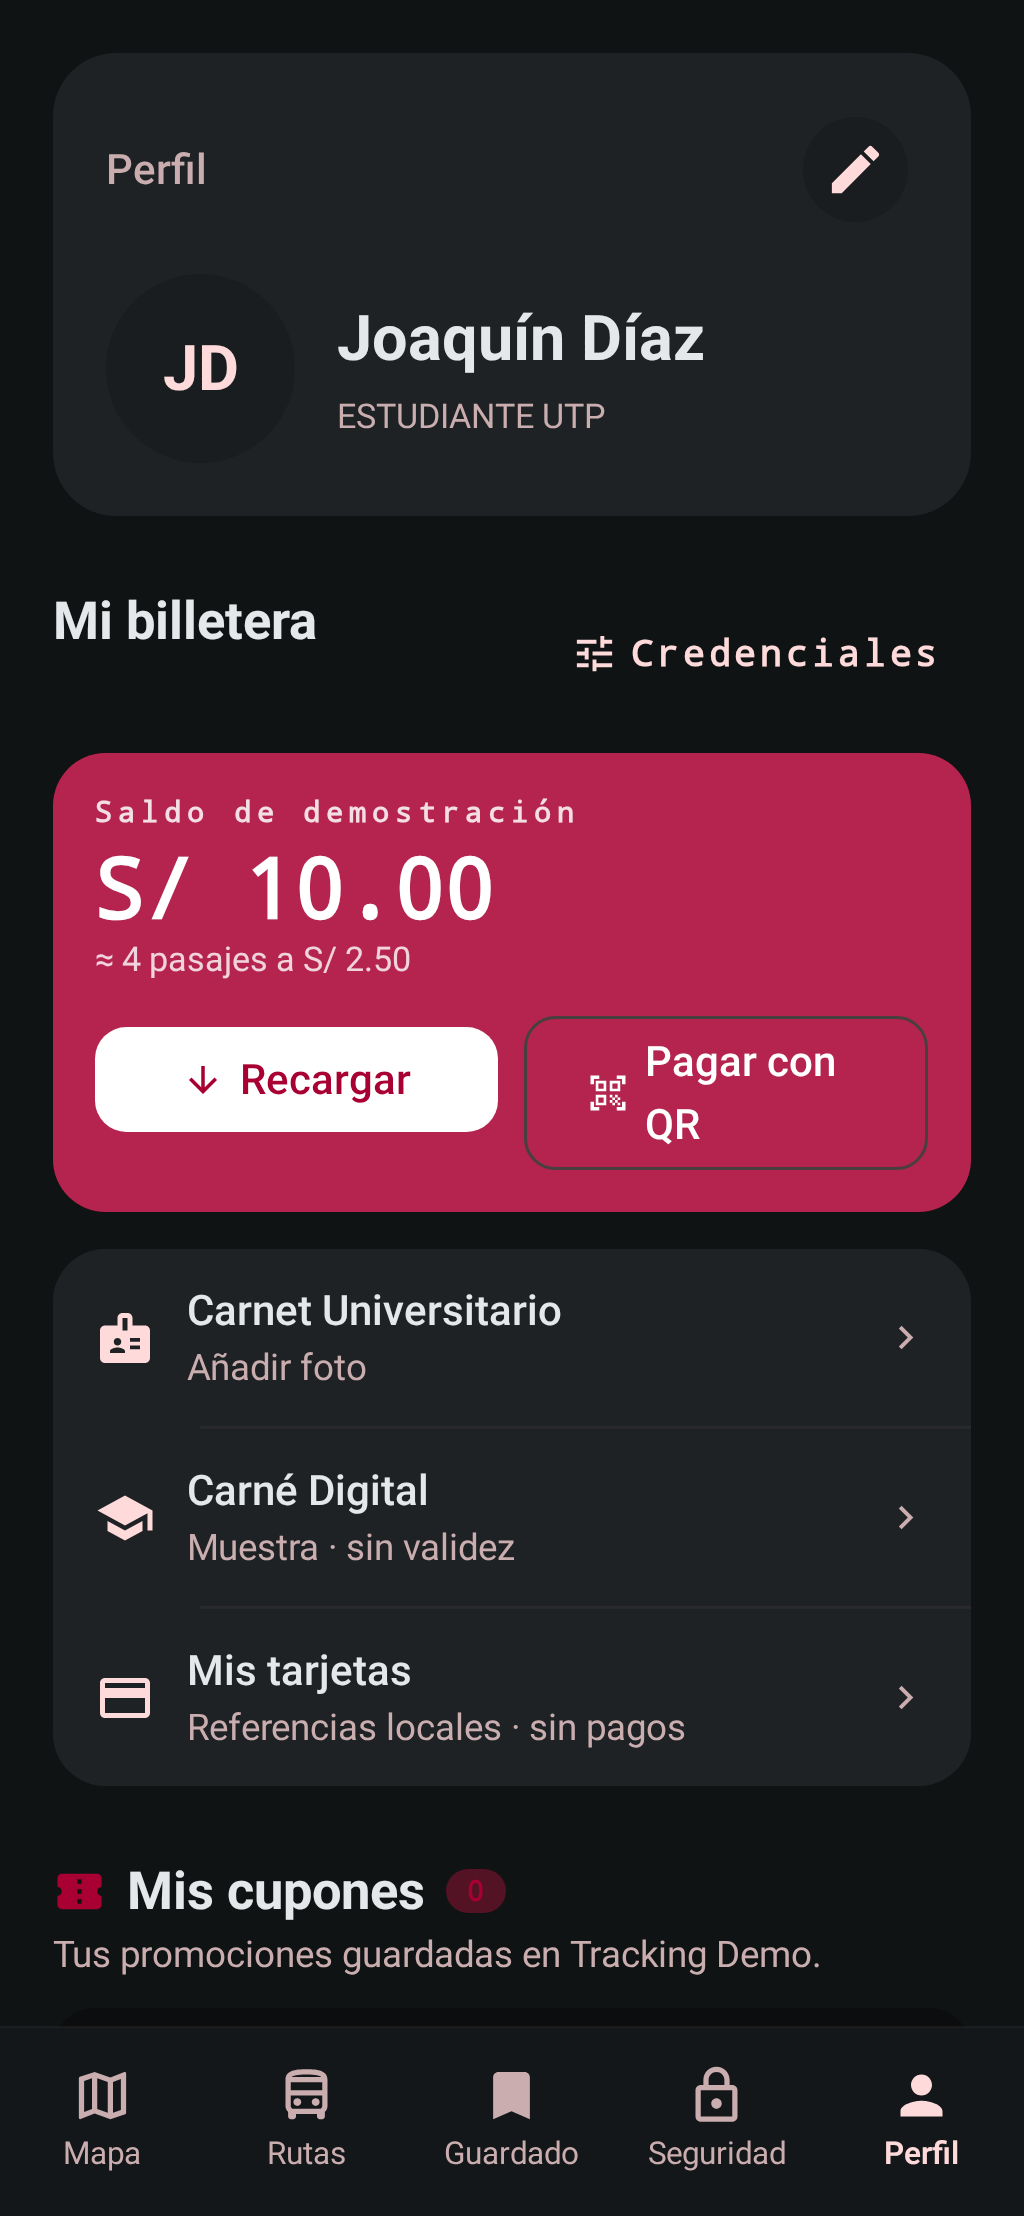 Perfil
JD
Joaquín Díaz
ESTUDIANTE UTP
Mi billetera
Credenciales
Saldo de demostración
S/ 10.00
≈ 4 pasajes a S/ 2.50
Recargar
Pagar con
QR
Carnet Universitario
Añadir foto
Carné Digital
Muestra · sin validez
Mis tarjetas
Referencias locales · sin pagos
Mis cupones 0
Tus promociones guardadas en Tracking Demo.
Mapa
Rutas
Guardado
Seguridad
Perfil